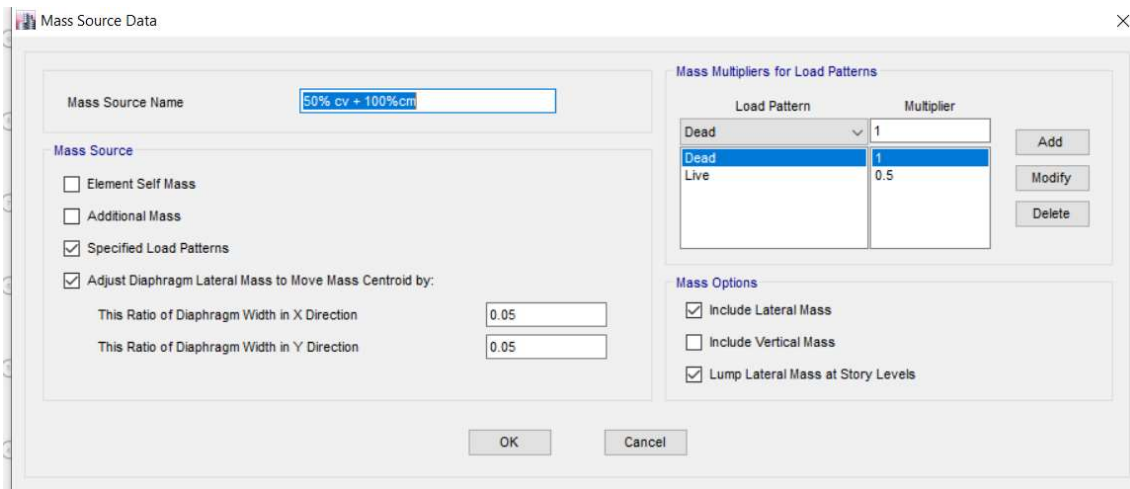 Mass Source Data
Mass Source Name
50% cv + 100%cm
Mass Source
Element Self Mass
Additional Mass
Specified Load Patterns
Adjust Diaphragm Lateral Mass to Move Mass Centroid by:
This Ratio of Diaphragm Width in X Direction
0.05
This Ratio of Diaphragm Width in Y Direction
0.05
Mass Multipliers for Load Patterns
Load Pattern Multiplier
Dead 1
Dead 1
Live 0.5
Add
Modify
Delete
Mass Options
Include Lateral Mass
Include Vertical Mass
Lump Lateral Mass at Story Levels
OK Cancel